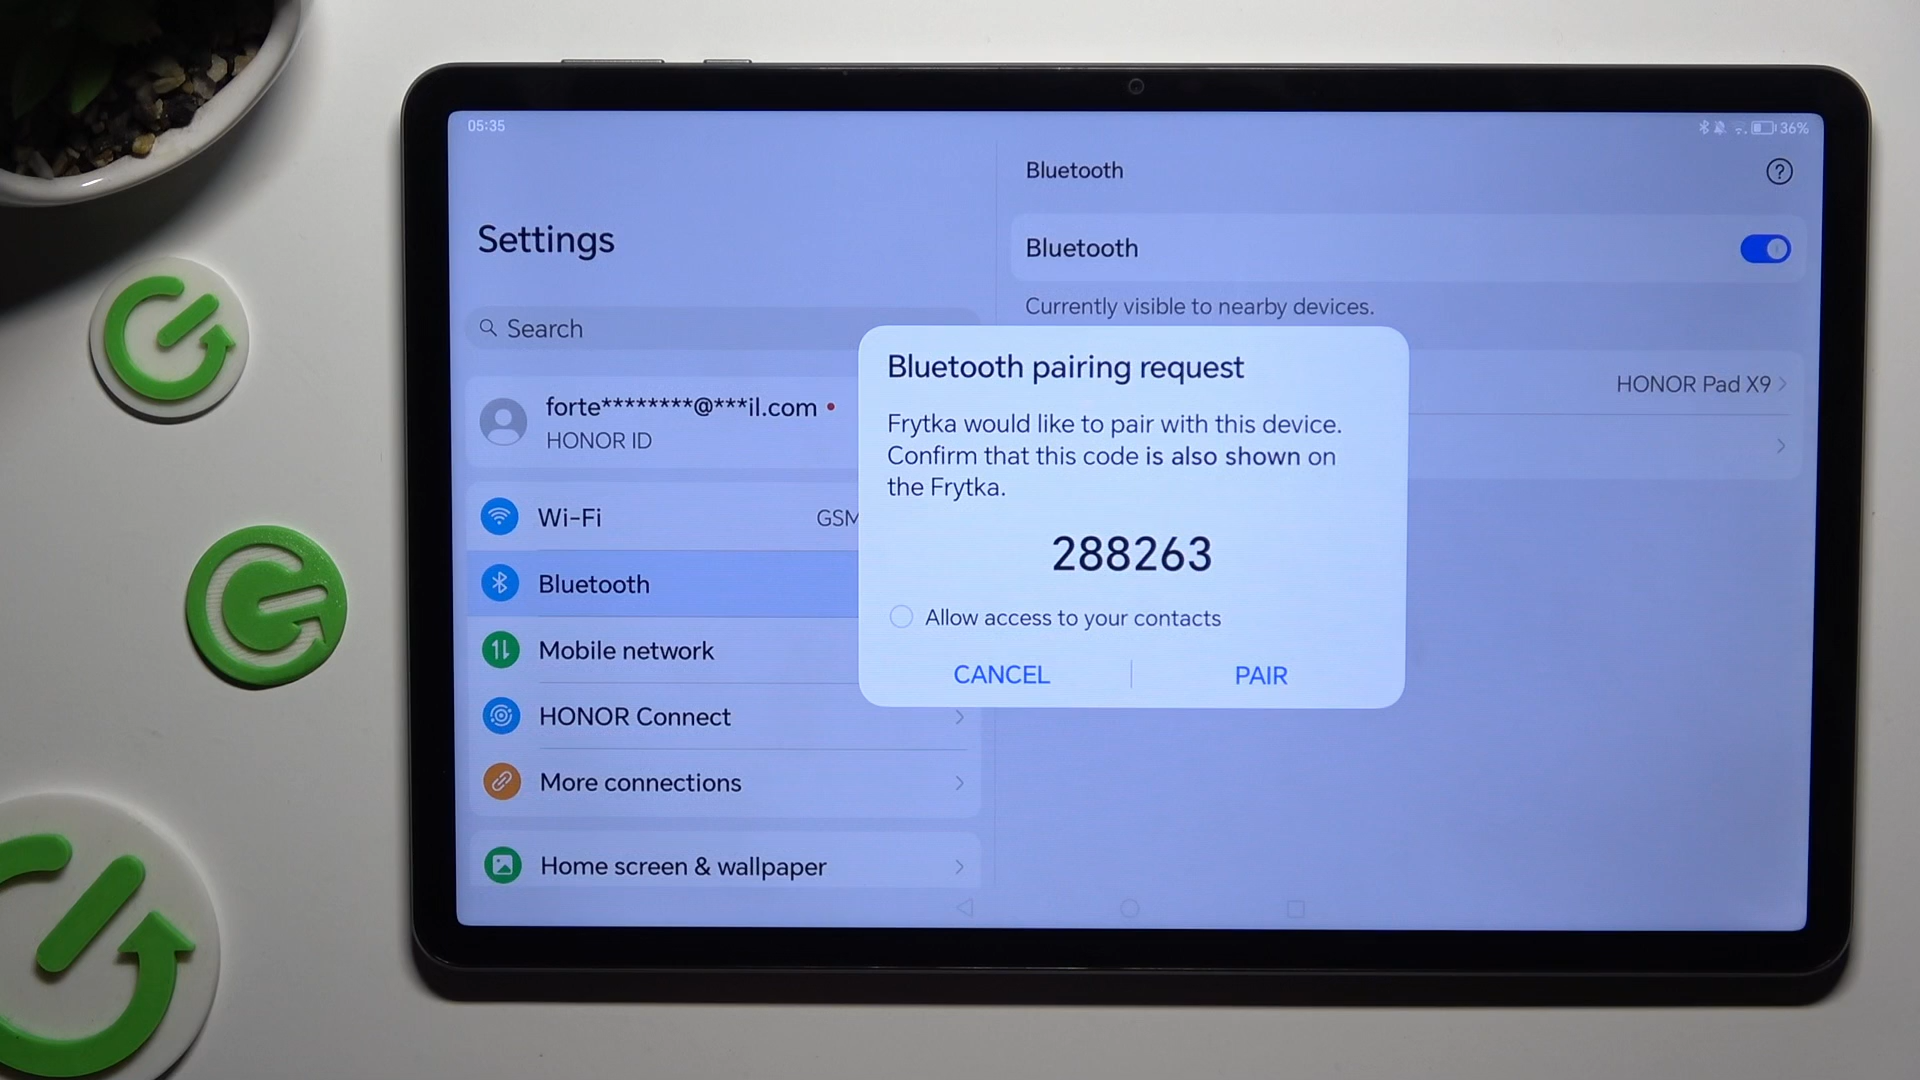 05:35
36%
Settings
Search
forte********@***il.com
HONOR ID
Wi-Fi
GSM
Bluetooth
Mobile network
HONOR Connect
More connections
Home screen & wallpaper
Bluetooth
Bluetooth
Currently visible to nearby devices.
HONOR Pad X9
Bluetooth pairing request
Frytka would like to pair with this device.
Confirm that this code is also shown on
the Frytka.
288263
Allow access to your contacts
CANCEL
PAIR